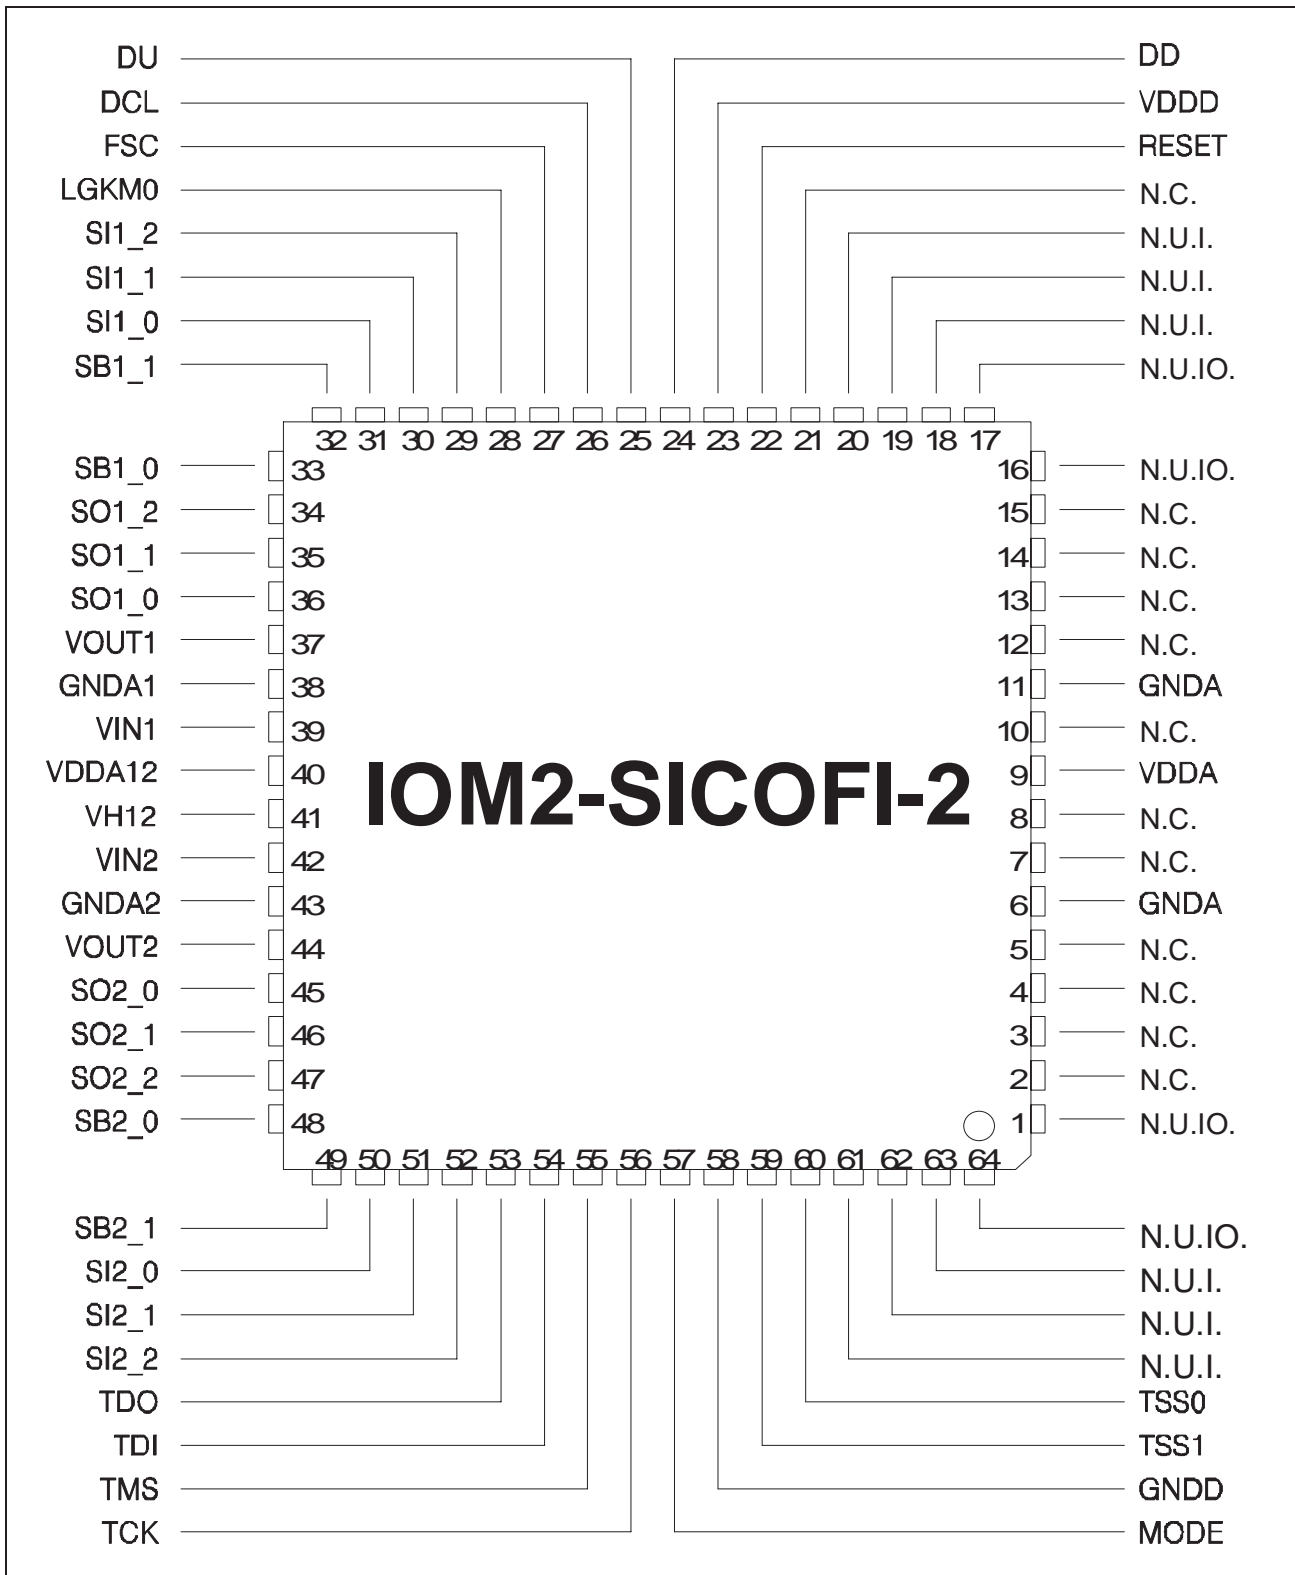 DU DD
DCL VDDD
FSC RESET
LGKM0 N.C.
SI1_2 N.U.I.
SI1_1 N.U.I.
SI1_0 N.U.I.
SB1_1 N.U.IO.
32 31 30 29 28 27 26 25 24 23 22 21 20 19 18 17
SB1_0 33 16 N.U.IO.
SO1_2 34 15 N.C.
SO1_1 35 14 N.C.
SO1_0 36 13 N.C.
VOUT1 37 12 N.C.
GNDA1 38 11 GNDA
VIN1 39 10 N.C.
VDDA12 40 9 VDDA
IOM2-SICOFI-2
VH12 41 8 N.C.
VIN2 42 7 N.C.
GNDA2 43 6 GNDA
VOUT2 44 5 N.C.
SO2_0 45 4 N.C.
SO2_1 46 3 N.C.
SO2_2 47 2 N.C.
SB2_0 48 1 N.U.IO.
49 50 51 52 53 54 55 56 57 58 59 60 61 62 63 64
SB2_1 N.U.IO.
SI2_0 N.U.I.
SI2_1 N.U.I.
SI2_2 N.U.I.
TDO TSS0
TDI TSS1
TMS GNDD
TCK MODE